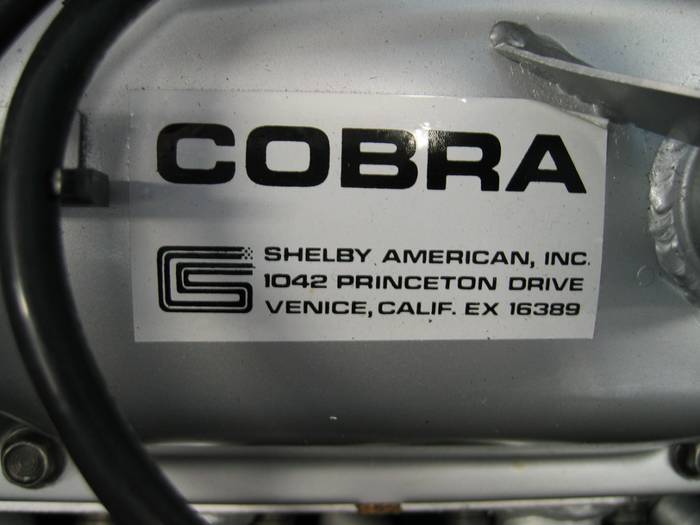 COBRA
SHELBY AMERICAN, INC.
1042 PRINCETON DRIVE
VENICE, CALIF. EX 16389